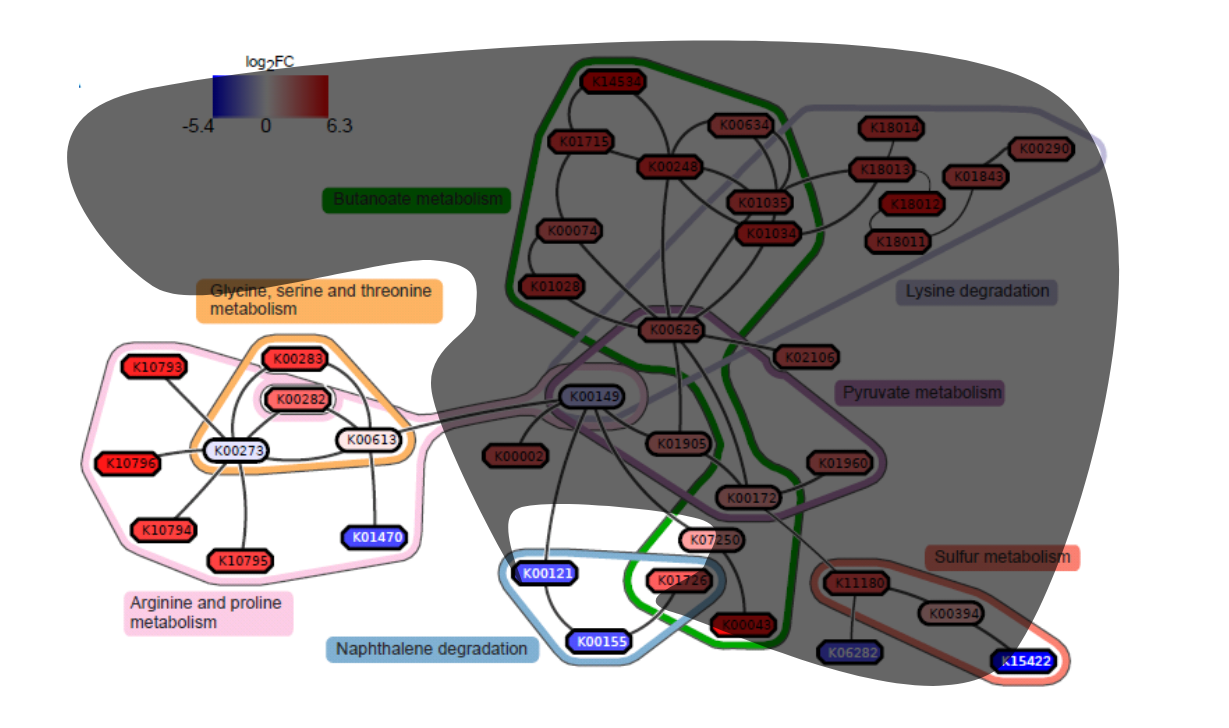 log2FC
-5.4 0 6.3
K14534
K00634
K18014
K01715
K00290
K00248
K18013
K01843
Butanoate metabolism
K01035
K18012
K00074
K01034
K18011
K01028
Glycine, serine and threonine
metabolism
Lysine degradation
K00626
K02106
K10793
K00283
K00282
K00149
Pyruvate metabolism
K00273
K00613
K01905
K00002
K10796
K01960
K00172
K10794
K01470
K07250
K10795
Sulfur metabolism
K00121
K01726
K11180
Arginine and proline
metabolism
K00394
K00043
Naphthalene degradation
K00155
K06282
K15422